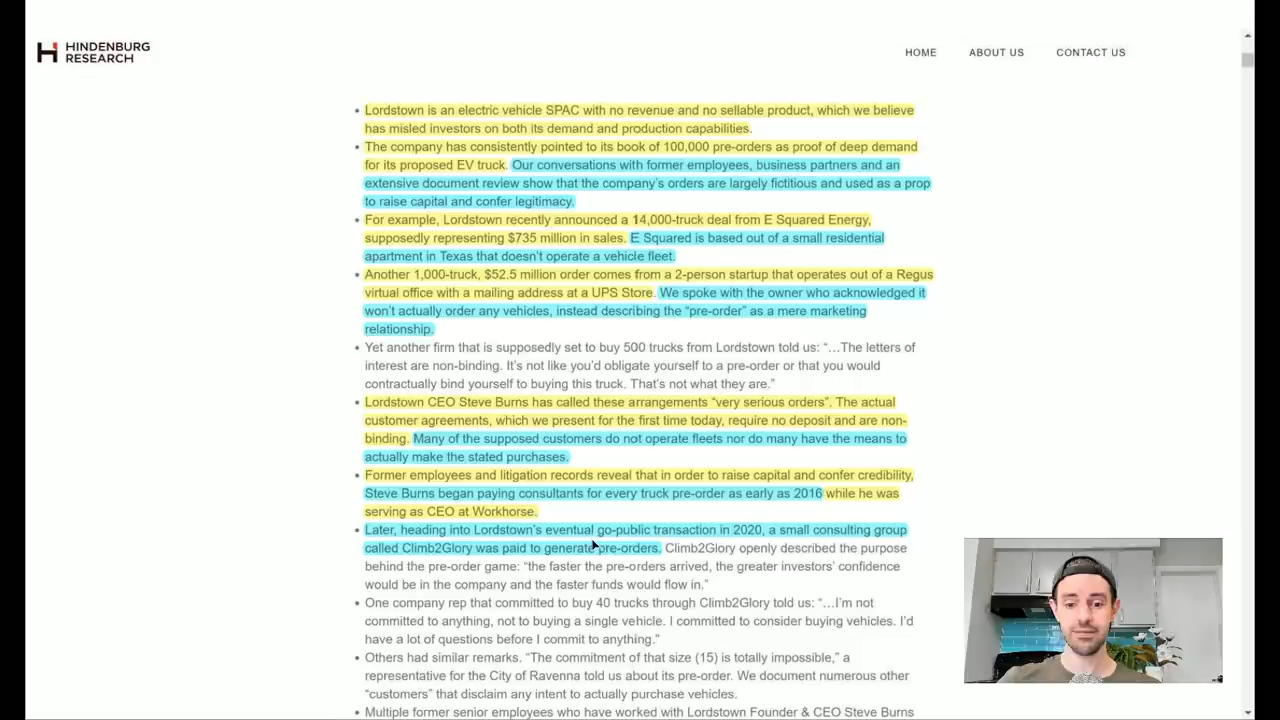 HINDENBURG
RESEARCH
HOME
ABOUT US
CONTACT US
• Lordstown is an electric vehicle SPAC with no revenue and no sellable product, which we believe
has misled investors on both its demand and production capabilities.
• The company has consistently pointed to its book of 100,000 pre-orders as proof of deep demand
for its proposed EV truck. Our conversations with former employees, business partners and an
extensive document review show that the company's orders are largely fictitious and used as a prop
to raise capital and confer legitimacy.
• For example, Lordstown recently announced a 14,000-truck deal from E Squared Energy,
supposedly representing $735 million in sales. E Squared is based out of a small residential
apartment in Texas that doesn't operate a vehicle fleet.
• Another 1,000-truck, $52.5 million order comes from a 2-person startup that operates out of a Regus
virtual office with a mailing address at a UPS Store. We spoke with the owner who acknowledged it
won't actually order any vehicles, instead describing the "pre-order" as a mere marketing
relationship.
• Yet another firm that is supposedly set to buy 500 trucks from Lordstown told us: "…The letters of
interest are non-binding. It's not like you'd obligate yourself to a pre-order or that you would
contractually bind yourself to buying this truck. That's not what they are."
• Lordstown CEO Steve Burns has called these arrangements "very serious orders". The actual
customer agreements, which we present for the first time today, require no deposit and are non-
binding. Many of the supposed customers do not operate fleets nor do many have the means to
actually make the stated purchases.
• Former employees and litigation records reveal that in order to raise capital and confer credibility,
Steve Burns began paying consultants for every truck pre-order as early as 2016 while he was
serving as CEO at Workhorse.
• Later, heading into Lordstown's eventual go-public transaction in 2020, a small consulting group
called Climb2Glory was paid to generate pre-orders. Climb2Glory openly described the purpose
behind the pre-order game: "the faster the pre-orders arrived, the greater investors' confidence
would be in the company and the faster funds would flow in."
• One company rep that committed to buy 40 trucks through Climb2Glory told us: "…I'm not
committed to anything, not to buying a single vehicle. I committed to consider buying vehicles. I'd
have a lot of questions before I commit to anything."
• Others had similar remarks. "The commitment of that size (15) is totally impossible," a
representative for the City of Ravenna told us about its pre-order. We document numerous other
"customers" that disclaim any intent to actually purchase vehicles.
• Multiple former senior employees who have worked with Lordstown Founder & CEO Steve Burns